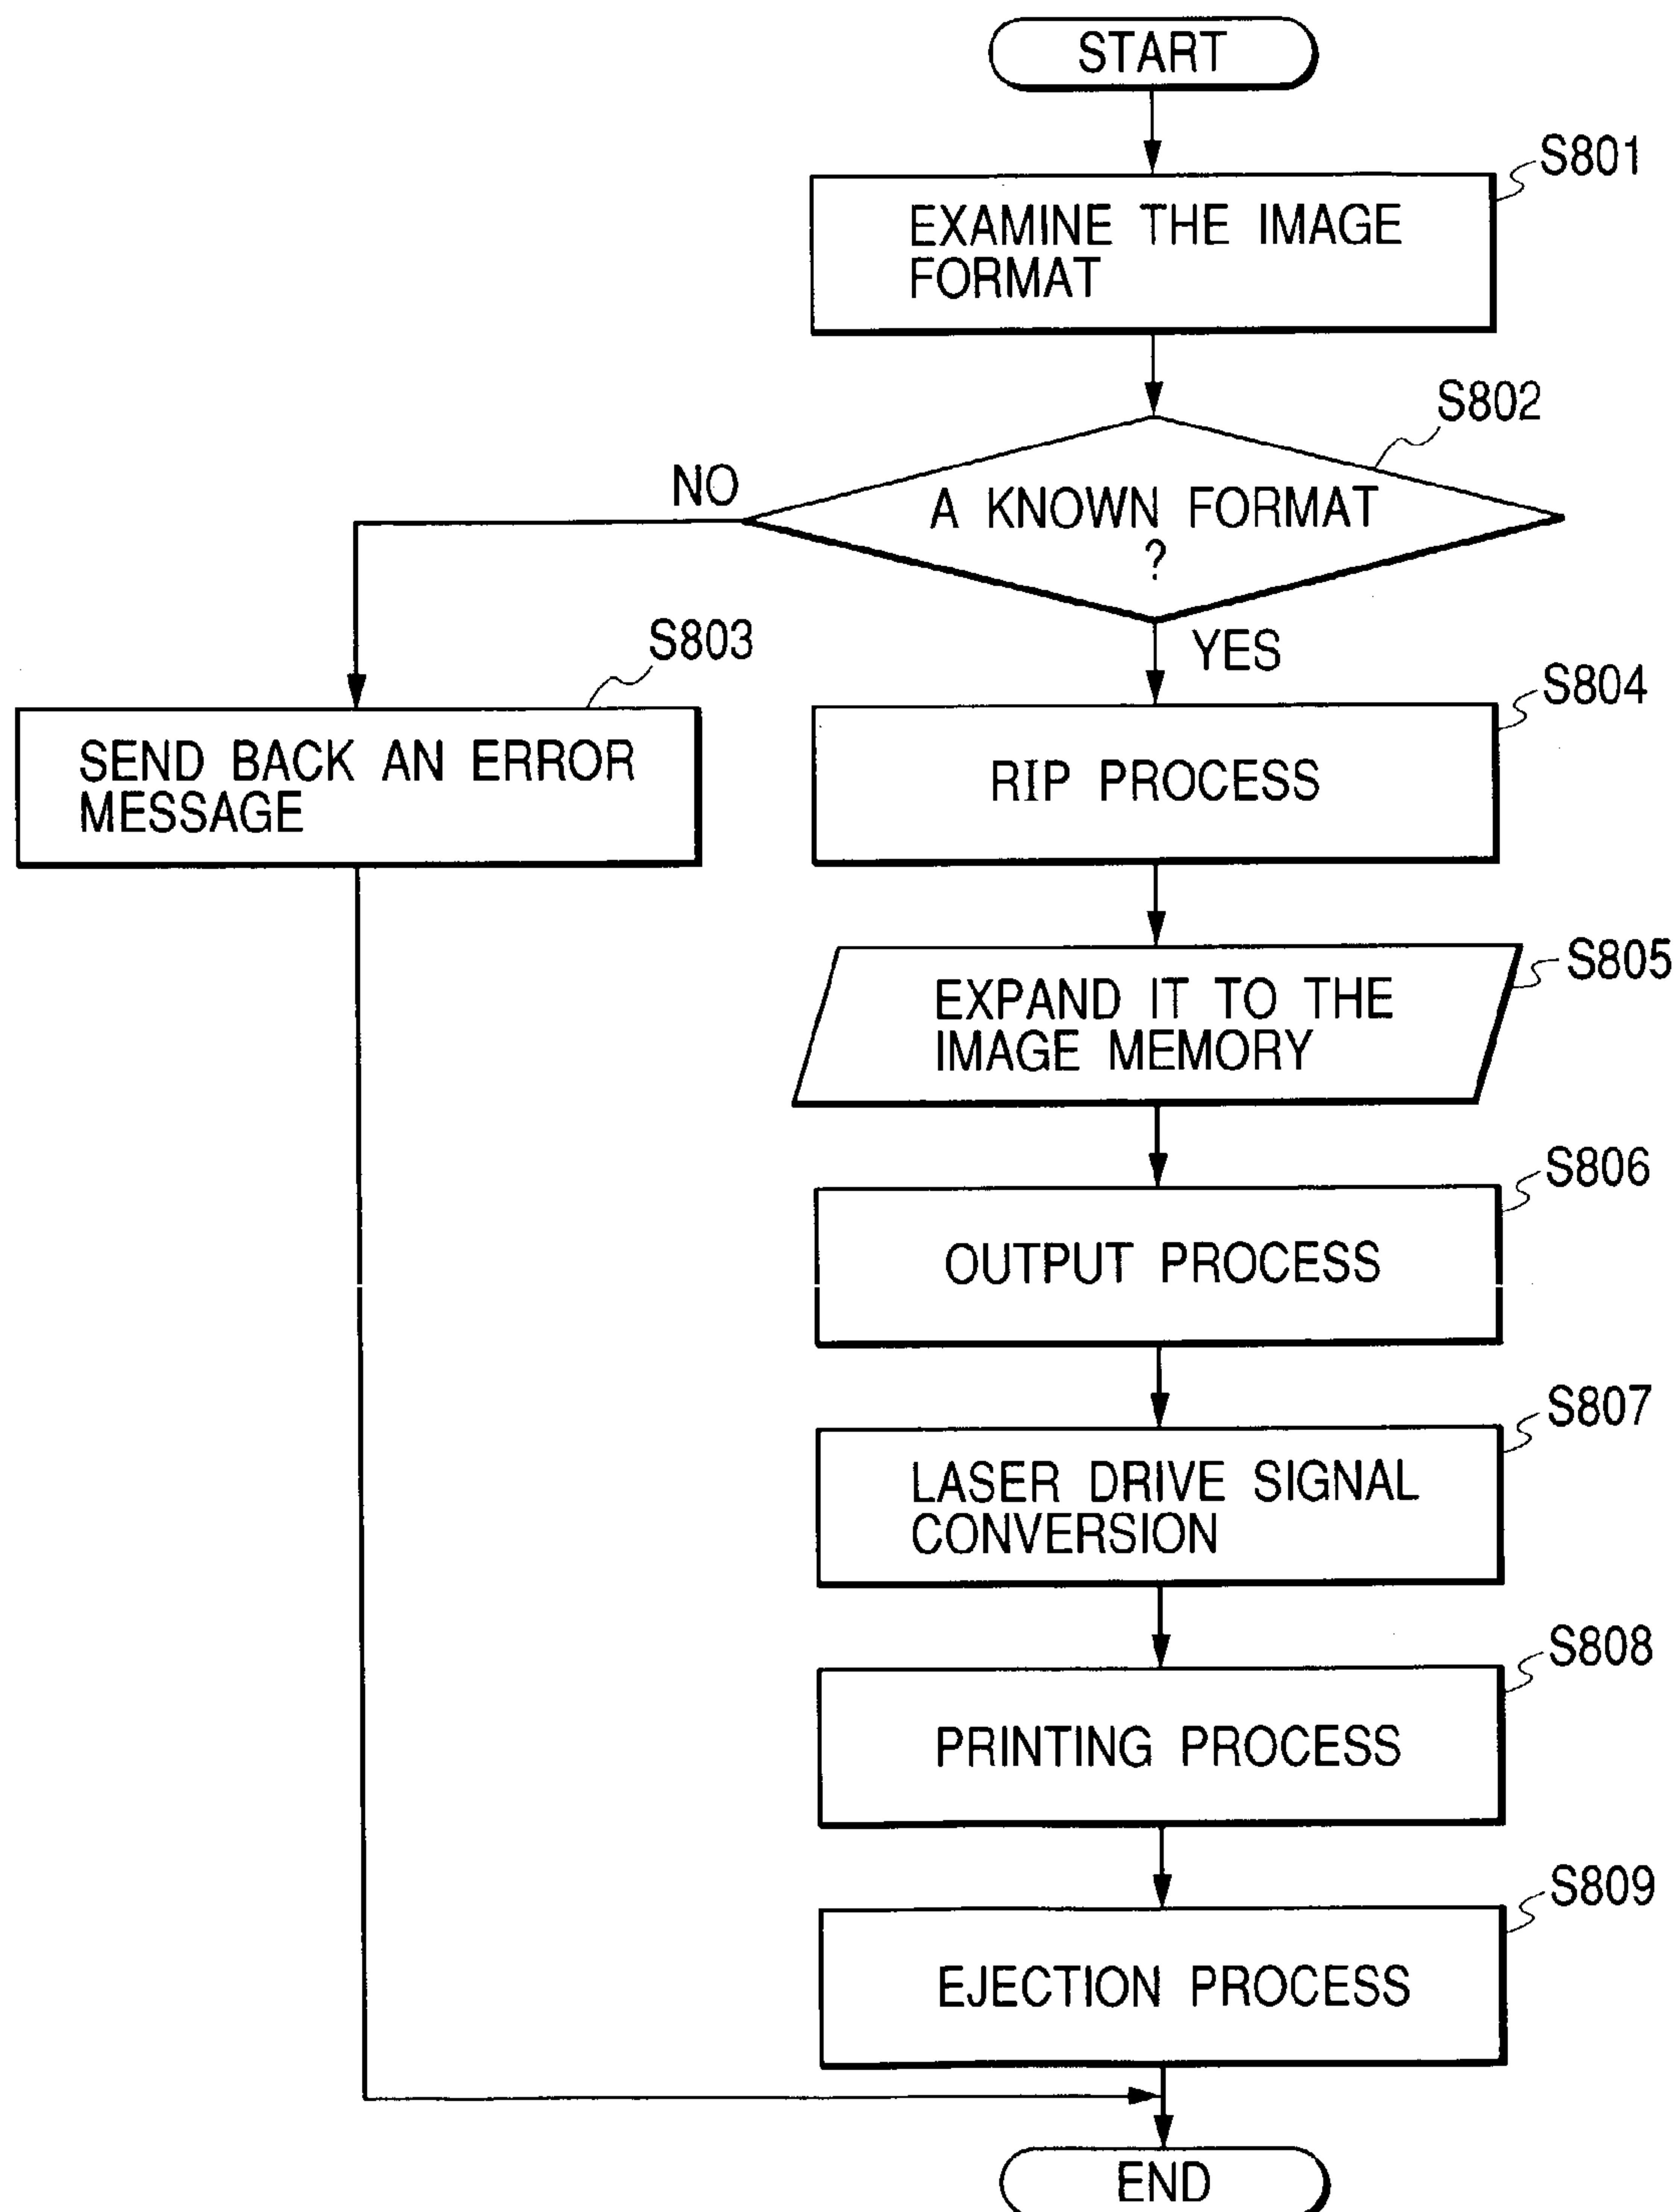 START
S801
EXAMINE THE IMAGE
FORMAT
S802
NO
A KNOWN FORMAT
?
YES
S803
SEND BACK AN ERROR
MESSAGE
S804
RIP PROCESS
S805
EXPAND IT TO THE
IMAGE MEMORY
S806
OUTPUT PROCESS
S807
LASER DRIVE SIGNAL
CONVERSION
S808
PRINTING PROCESS
S809
EJECTION PROCESS
END